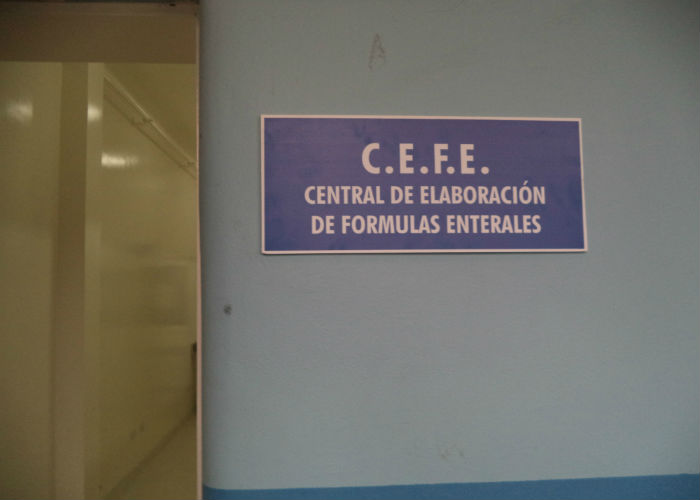 C.E.F.E.
CENTRAL DE ELABORACIÓN
DE FORMULAS ENTERALES